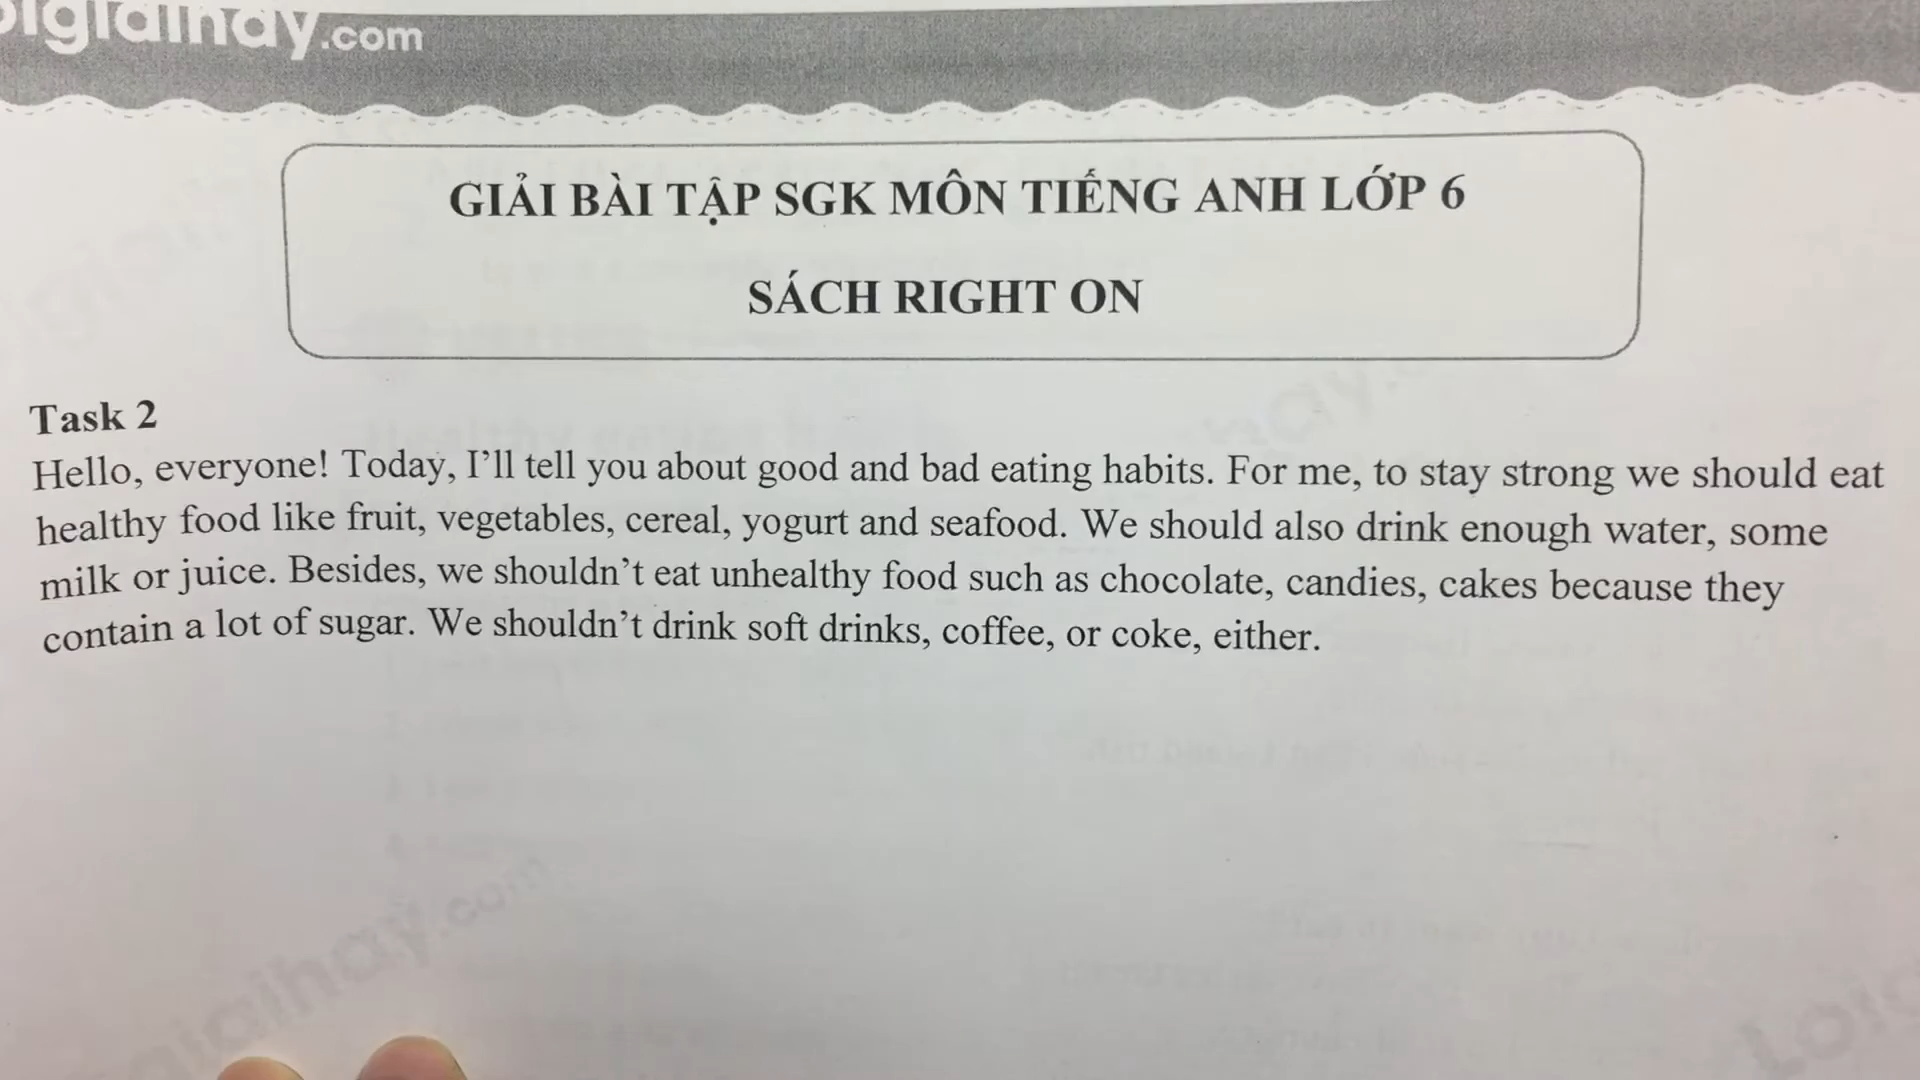 .com
GIẢI BÀI TẬP SGK MÔN TIẾNG ANH LỚP 6
SÁCH RIGHT ON
Task 2
Hello, everyone! Today, I’ll tell you about good and bad eating habits. For me, to stay strong we should eat
healthy food like fruit, vegetables, cereal, yogurt and seafood. We should also drink enough water, some
milk or juice. Besides, we shouldn’t eat unhealthy food such as chocolate, candies, cakes because they
contain a lot of sugar. We shouldn’t drink soft drinks, coffee, or coke, either.